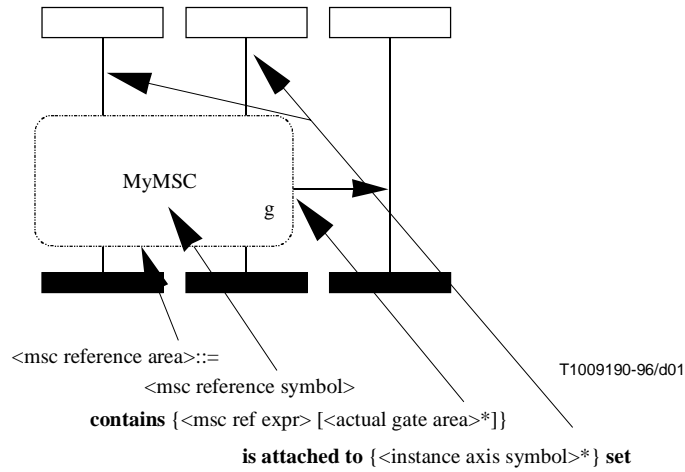 MyMSC
g
<msc reference area>::=
T1009190-96/d01
<msc reference symbol>
contains {<msc ref expr> [<actual gate area>*]}
is attached to {<instance axis symbol>*} set